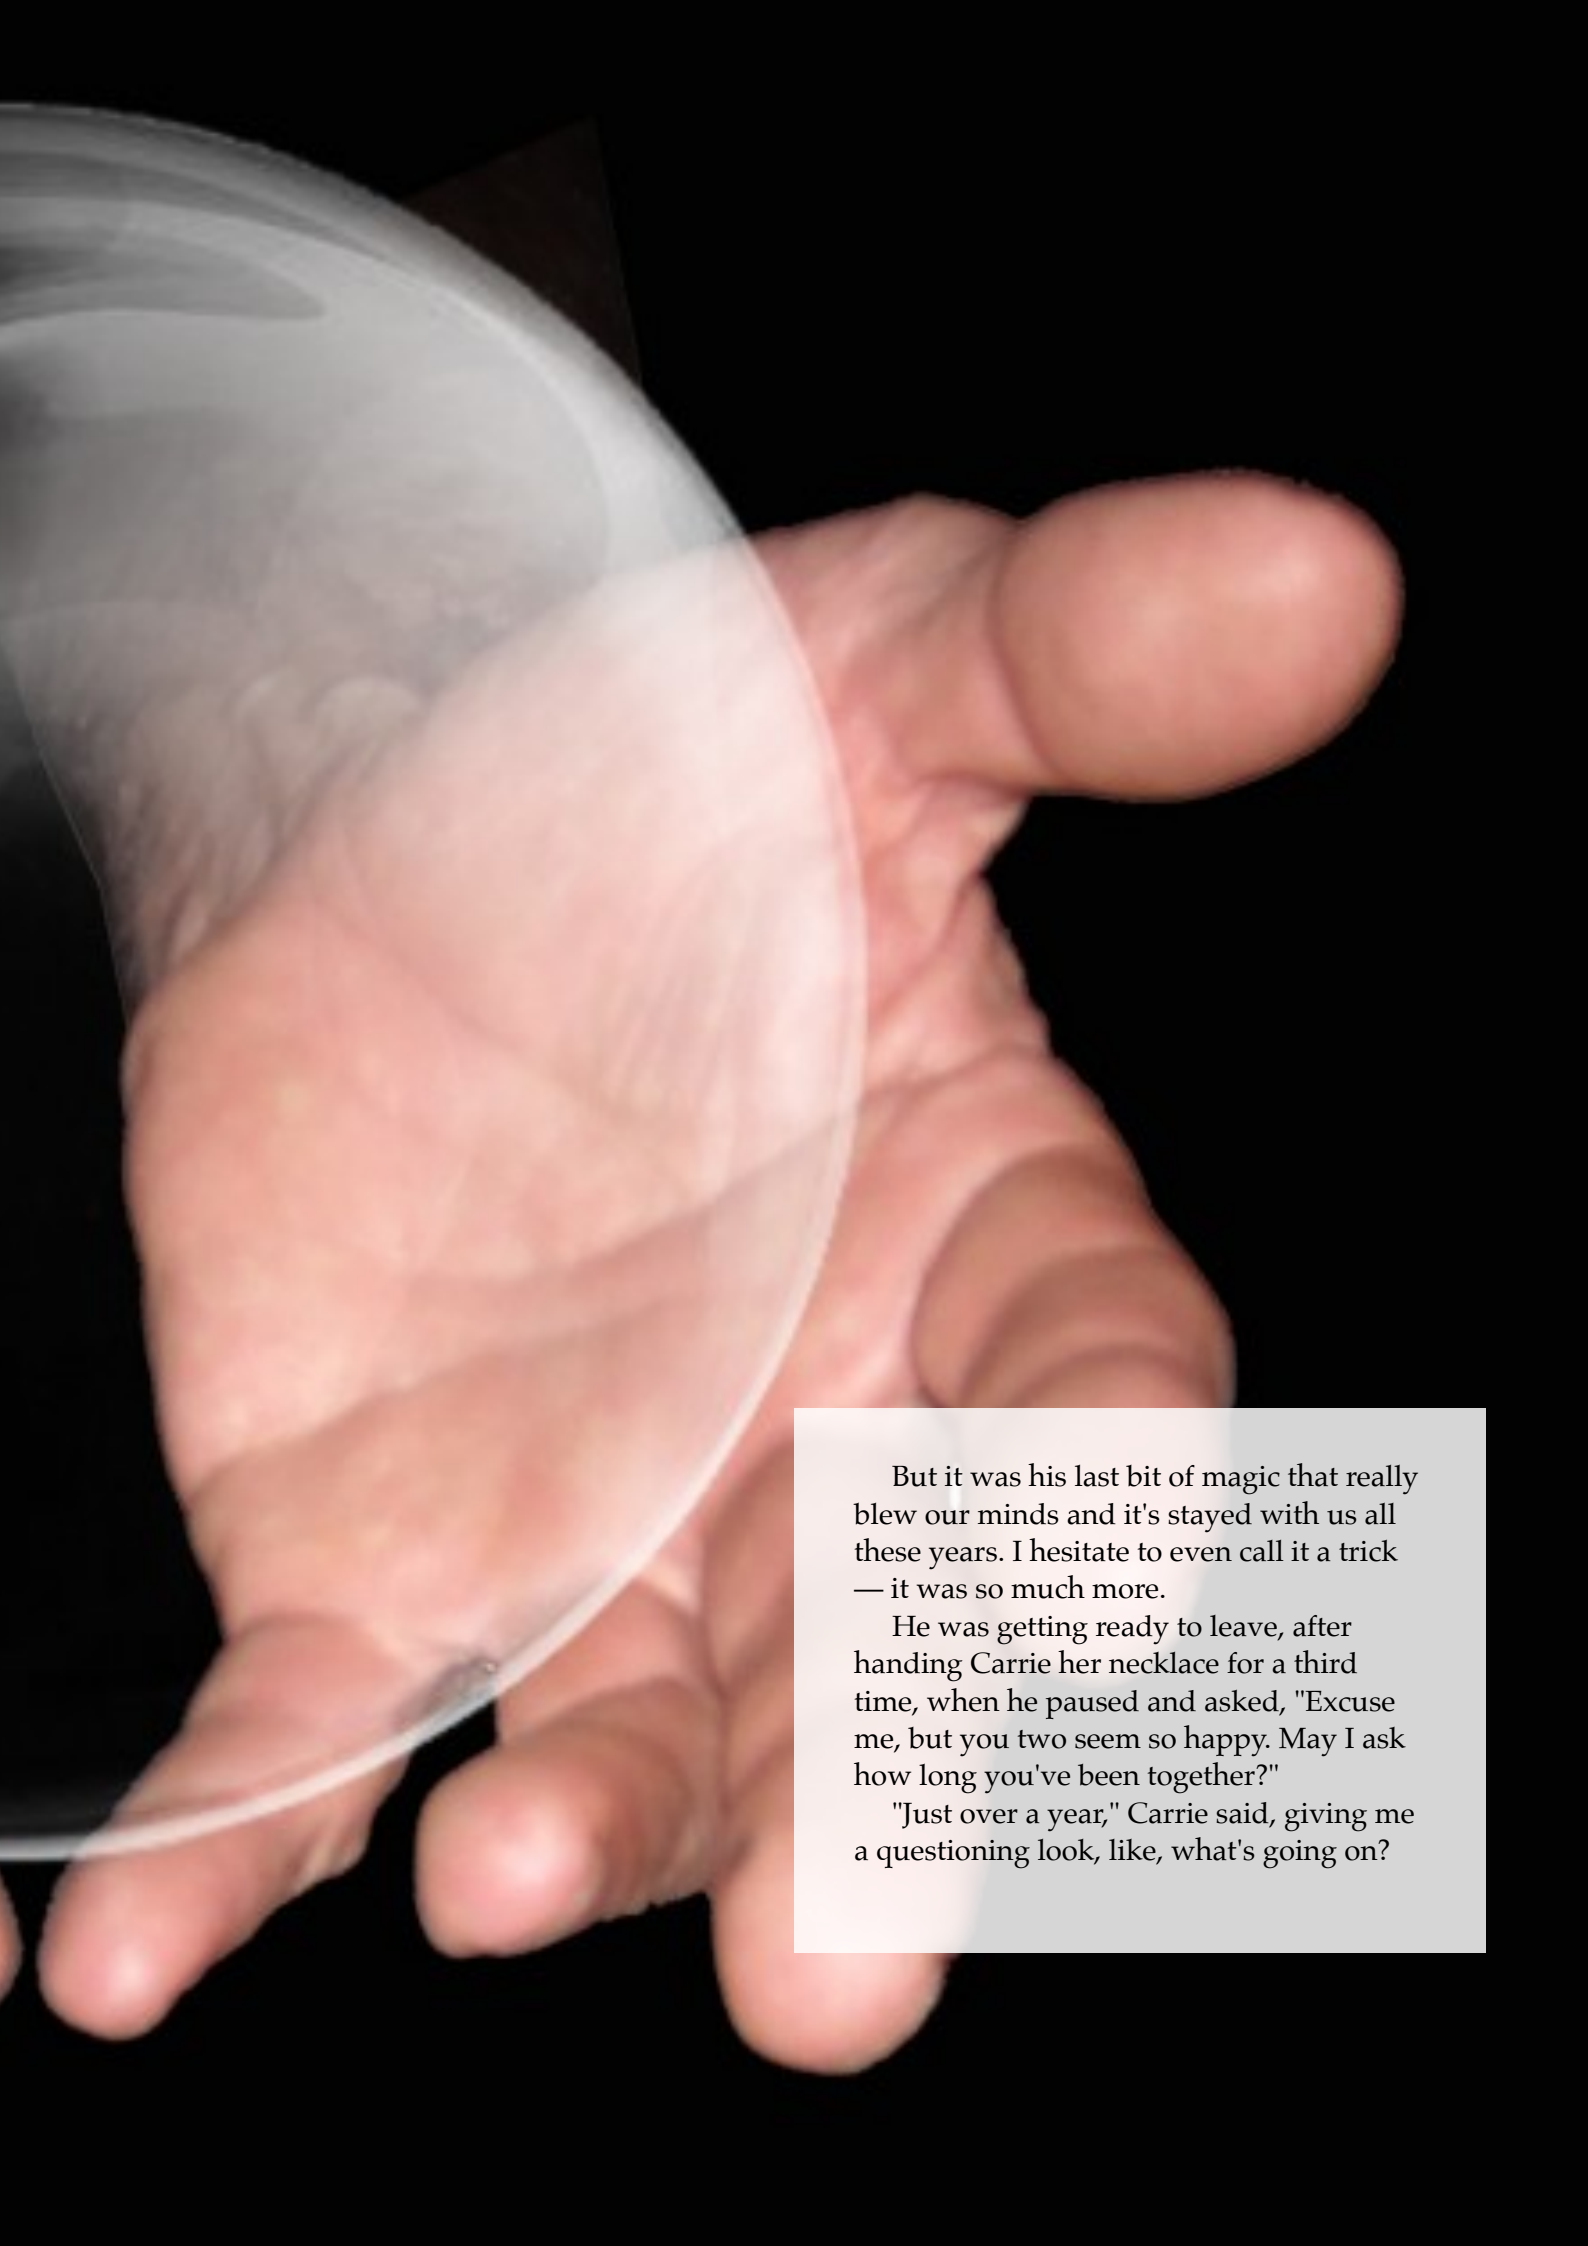 But it was his last bit of magic that really
blew our minds and it's stayed with us all
these years. I hesitate to even call it a trick
— it was so much more.
He was getting ready to leave, after
handing Carrie her necklace for a third
time, when he paused and asked, "Excuse
me, but you two seem so happy. May I ask
how long you've been together?"
"Just over a year," Carrie said, giving me
a questioning look, like, what's going on?